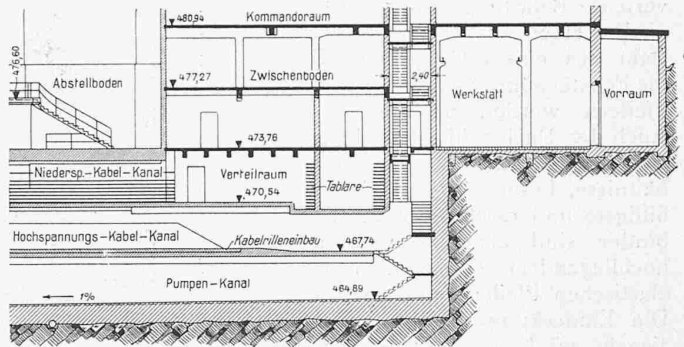 480,94
Kommandoraum
476,60
Abstellboden
477,27
Zwischenboden
2,40
Werkstatt
Vorraum
473,76
Niedersp.-Kabel-Kanal
Verteilraum
470,54
Tablare
Hochspannungs-Kabel-Kanal
Kabelrilleneinbau
467,74
Pumpen-Kanal
464,89
1%